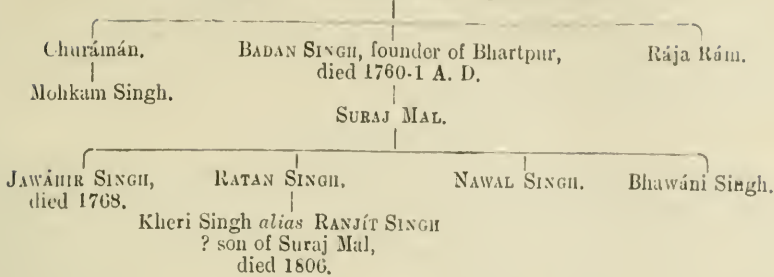 Churámán. BADAN SINGH, founder of Bhartpur, Rája Rám.
died 1760-1 A. D.
Mohkam Singh.
SURAJ MAL.
JAWÁHIR SINGH, RATAN SINGH. NAWAL SINGH. Bhawáni Singh.
died 1768.
Kheri Singh alias RANJÍT SINGH
? son of Suraj Mal,
died 1806.